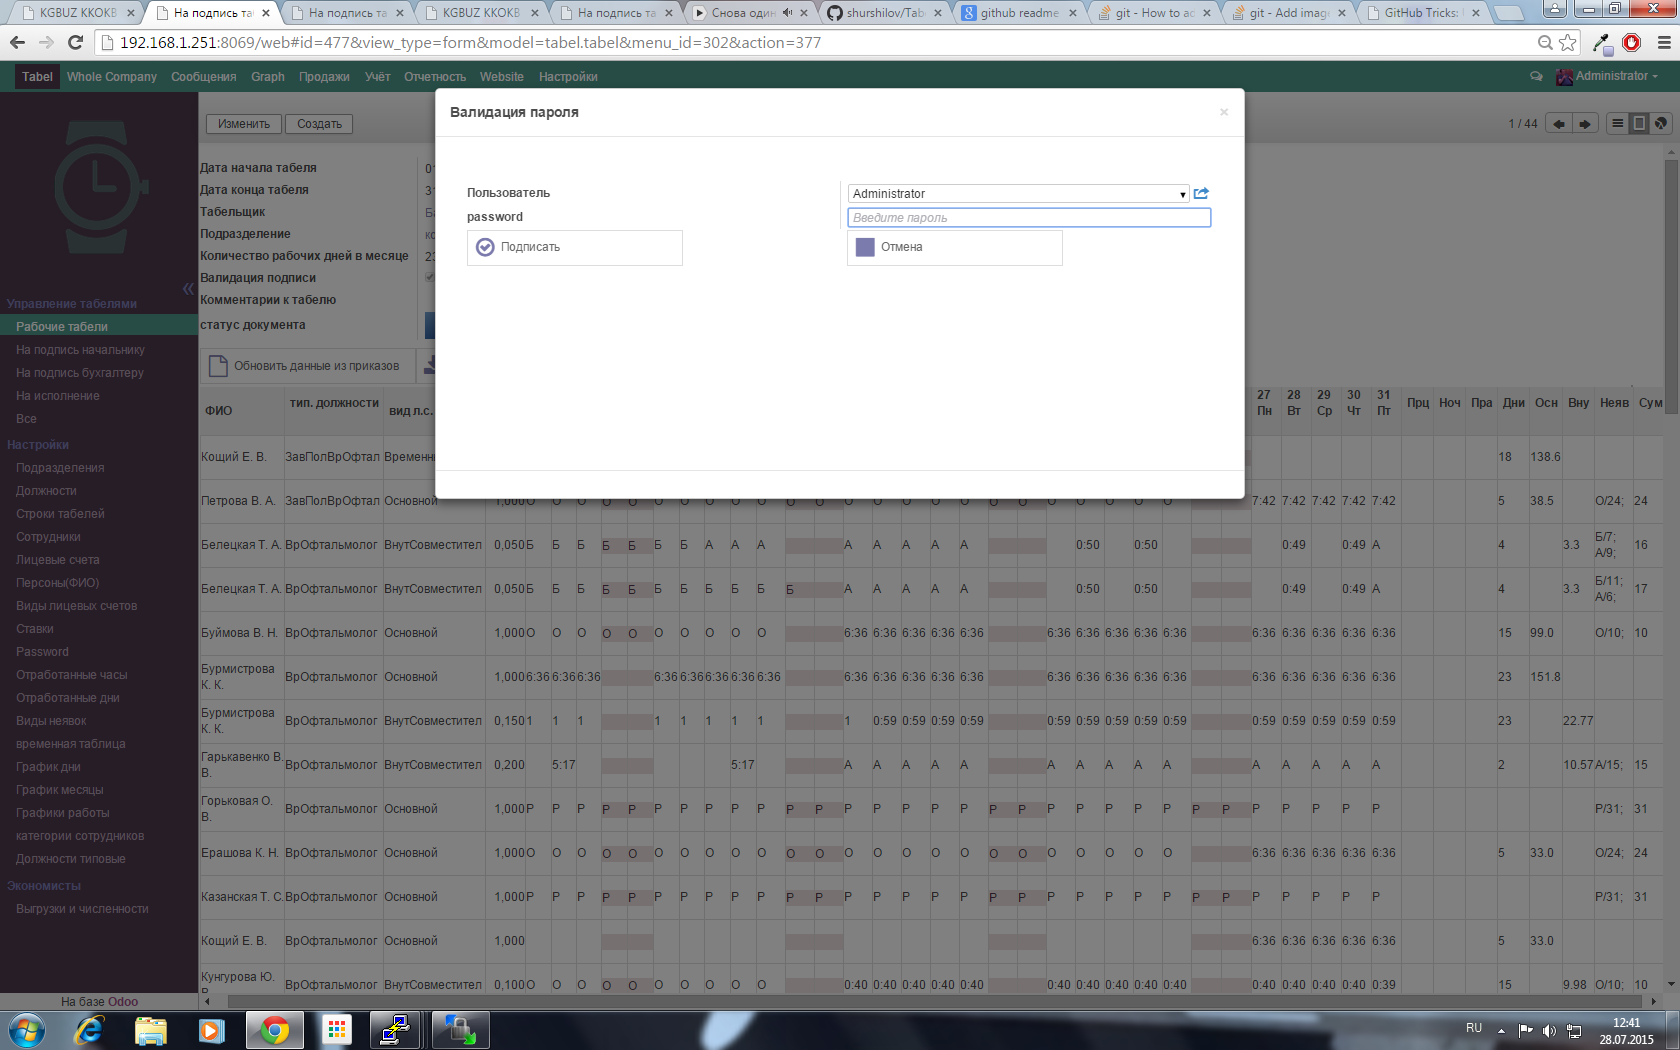 KGBUZ KKOKB
На подпись таб
На подпись та
KGBUZ KKOKB
На подпись та
Снова один
shurshilov/Tab
github readme
git - How to ad
git - Add imag
GitHub Tricks:
192.168.1.251:8069/web#id=477&view_type=form&model=tabel.tabel&menu_id=302&action=377
Tabel Whole Company Сообщения Graph Продажи Учёт Отчетность Website Настройки
Administrator
Валидация пароля
Пользователь
Administrator
password
Введите пароль
Подписать
Отмена
Изменить
Создать
1 / 44
Дата начала табеля
Дата конца табеля
Табельщик
Подразделение
Количество рабочих дней в месяце
Валидация подписи
Комментарии к табелю
статус документа
Обновить данные из приказов
Управление табелями
Рабочие табели
На подпись начальнику
На подпись бухгалтеру
На исполнение
Все
Настройки
Подразделения
Должности
Строки табелей
Сотрудники
Лицевые счета
Персоны(ФИО)
Виды лицевых счетов
Ставки
Password
Отработанные часы
Отработанные дни
Виды неявок
временная таблица
График дни
График месяцы
Графики работы
категории сотрудников
Должности типовые
Экономисты
Выгрузки и численности
На базе Odoo
ФИО тип. должности вид л.с. 27 Пн 28 Вт 29 Ср 30 Чт 31 Пт Прц Ноч Пра Дни Осн Вну Неяв Сум
Кощий Е. В. ЗавПолВрОфтал Временн 18 138.6
Петрова В. А. ЗавПолВрОфтал Основной 1,000 О О О О О О О О О О О О О О О О О О О О О О О О 7:42 7:42 7:42 7:42 7:42 5 38.5 О/24; 24
Белецкая Т. А. ВрОфтальмолог ВнутСовместител 0,050 Б Б Б Б Б Б Б А А А А А А А А 0:50 0:50 0:49 0:49 А 4 3.3 Б/7; А/9; 16
Белецкая Т. А. ВрОфтальмолог ВнутСовместител 0,050 Б Б Б Б Б Б Б Б Б Б Б А А А А А 0:50 0:50 0:49 0:49 А 4 3.3 Б/11; А/6; 17
Буймова В. Н. ВрОфтальмолог Основной 1,000 О О О О О О О О О О 6:36 6:36 6:36 6:36 6:36 6:36 6:36 6:36 6:36 6:36 6:36 6:36 6:36 6:36 6:36 15 99.0 О/10; 10
Бурмистрова К. К. ВрОфтальмолог Основной 1,000 6:36 6:36 6:36 6:36 6:36 6:36 6:36 6:36 6:36 6:36 6:36 6:36 6:36 6:36 6:36 6:36 6:36 6:36 6:36 6:36 6:36 6:36 6:36 23 151.8
Бурмистрова К. К. ВрОфтальмолог ВнутСовместител 0,150 1 1 1 1 1 1 1 1 1 0:59 0:59 0:59 0:59 0:59 0:59 0:59 0:59 0:59 0:59 0:59 0:59 0:59 0:59 23 22.77
Гарькавенко В. В. ВрОфтальмолог ВнутСовместител 0,200 5:17 5:17 А А А А А А А А А А А А А А А 2 10.57 А/15; 15
Горьковая О. В. ВрОфтальмолог Основной 1,000 Р Р Р Р Р Р Р Р Р Р Р Р Р Р Р Р Р Р Р Р Р Р Р Р Р Р Р Р Р Р Р Р/31; 31
Ерашова К. Н. ВрОфтальмолог Основной 1,000 О О О О О О О О О О О О О О О О О О О О О О О О 6:36 6:36 6:36 6:36 6:36 5 33.0 О/24; 24
Казанская Т. С. ВрОфтальмолог Основной 1,000 Р Р Р Р Р Р Р Р Р Р Р Р Р Р Р Р Р Р Р Р Р Р Р Р Р Р Р Р Р Р Р Р/31; 31
Кощий Е. В. ВрОфтальмолог Основной 1,000 6:36 6:36 6:36 6:36 6:36 5 33.0
Кунгурова Ю. ВрОфтальмолог ВнутСовместител 0,100 О О О О О О О О О О 0:40 0:40 0:40 0:40 0:40 0:40 0:40 0:40 0:40 0:40 0:40 0:40 0:40 0:40 0:39 15 9.98 О/10; 10
RU
12:41
28.07.2015